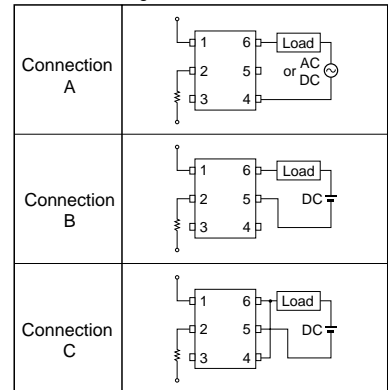 Connection
A
1 6 Load
2 5 or AC
DC
3 4
Connection
B
1 6 Load
2 5 DC
3 4
Connection
C
1 6 Load
2 5 DC
3 4